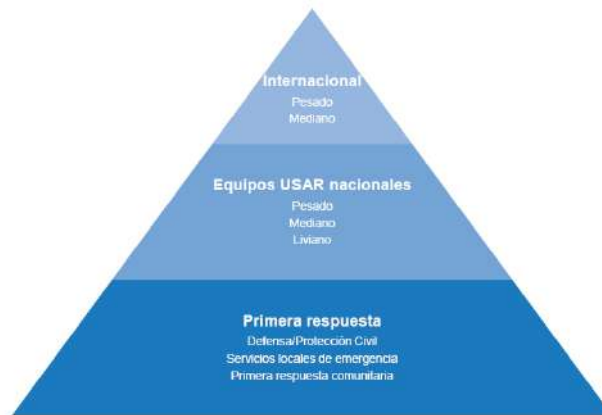 Internacional
Pesado
Mediano
Equipos USAR nacionales
Pesado
Mediano
Liviano
Primera respuesta
Defensa/Protección Civil
Servicios locales de emergencia
Primera respuesta comunitaria